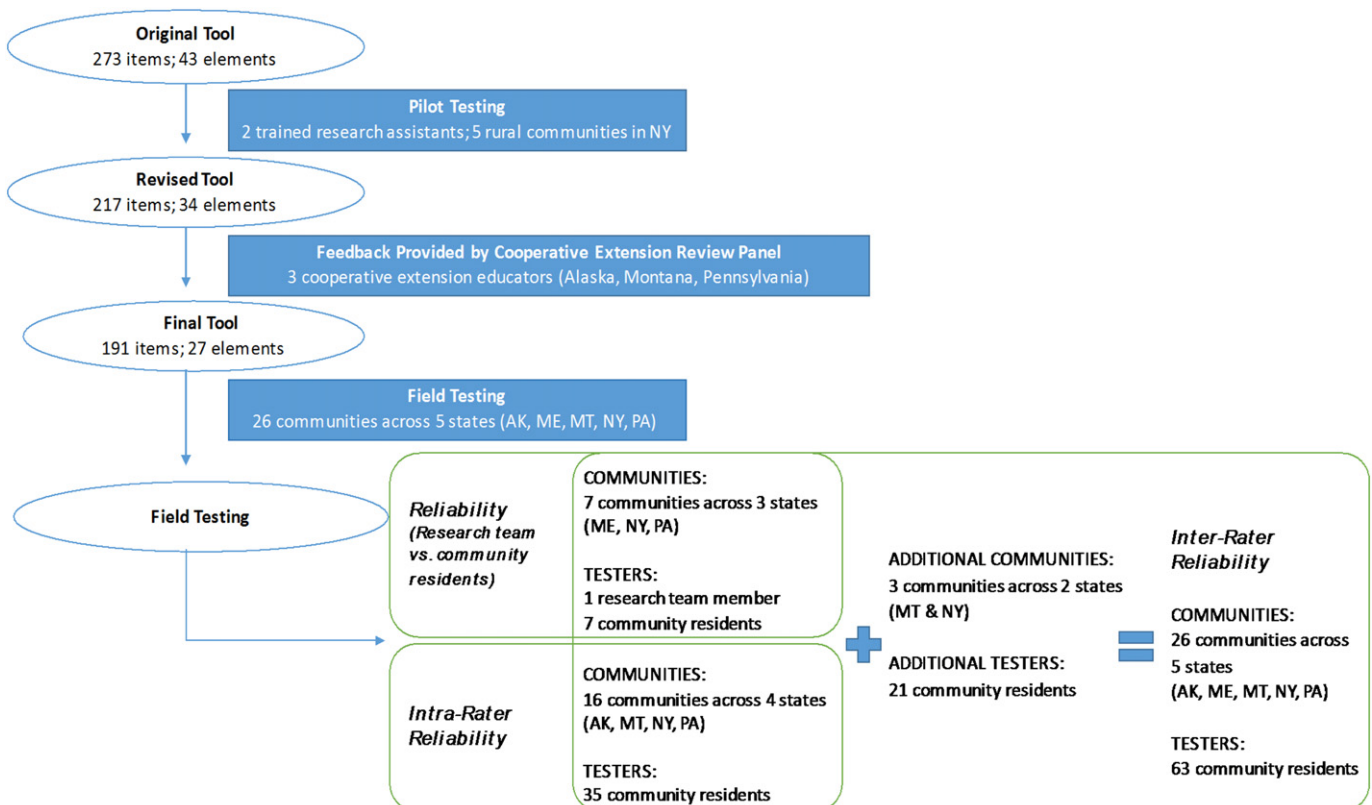 Original Tool
273 items; 43 elements
Pilot Testing
2 trained research assistants; 5 rural communities in NY
Revised Tool
217 items; 34 elements
Feedback Provided by Cooperative Extension Review Panel
3 cooperative extension educators (Alaska, Montana, Pennsylvania)
Final Tool
191 items; 27 elements
Field Testing
26 communities across 5 states (AK, ME, MT, NY, PA)
Field Testing
Reliability
(Research team
vs. community
residents)
COMMUNITIES:
7 communities across 3 states
(ME, NY, PA)
TESTERS:
1 research team member
7 community residents
Intra-Rater
Reliability
COMMUNITIES:
16 communities across 4 states
(AK, MT, NY, PA)
TESTERS:
35 community residents
ADDITIONAL COMMUNITIES:
3 communities across 2 states
(MT & NY)
ADDITIONAL TESTERS:
21 community residents
Inter-Rater
Reliability
COMMUNITIES:
26 communities across
5 states
(AK, ME, MT, NY, PA)
TESTERS:
63 community residents